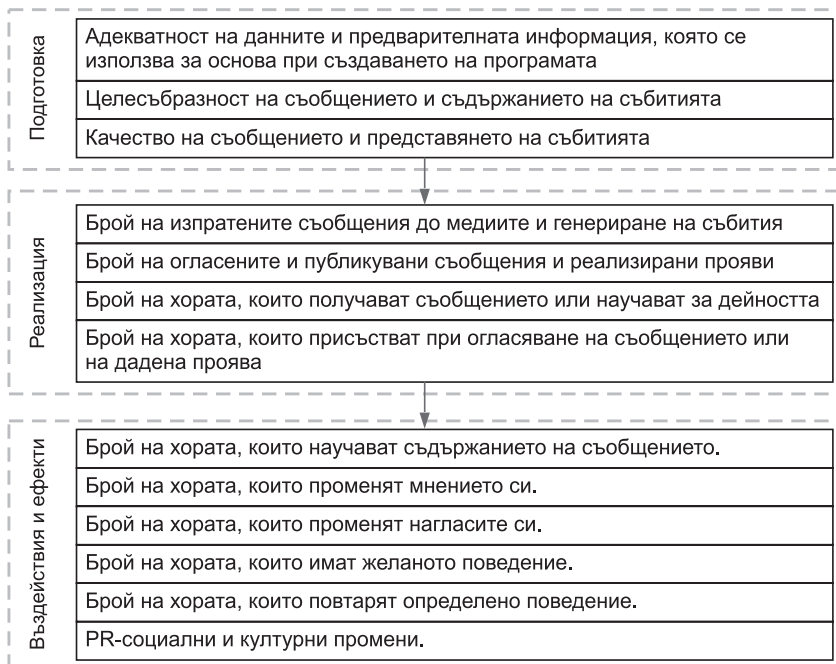 Подготовка
Адекватност на данните и предварителната информация, която се
използва за основа при създаването на програмата
Целесъбразност на съобщението и съдържанието на събитията
Качество на съобщението и представянето на събитията
Реализация
Брой на изпратените съобщения до медиите и генериране на събития
Брой на огласените и публикувани съобщения и реализирани прояви
Брой на хората, които получават съобщението или научават за дейността
Брой на хората, които присъстват при огласяване на съобщението или
на дадена проява
Въздействия и ефекти
Брой на хората, които научават съдържанието на съобщението.
Брой на хората, които променят мнението си.
Брой на хората, които променят нагласите си.
Брой на хората, които имат желаното поведение.
Брой на хората, които повтарят определено поведение.
PR-социални и културни промени.